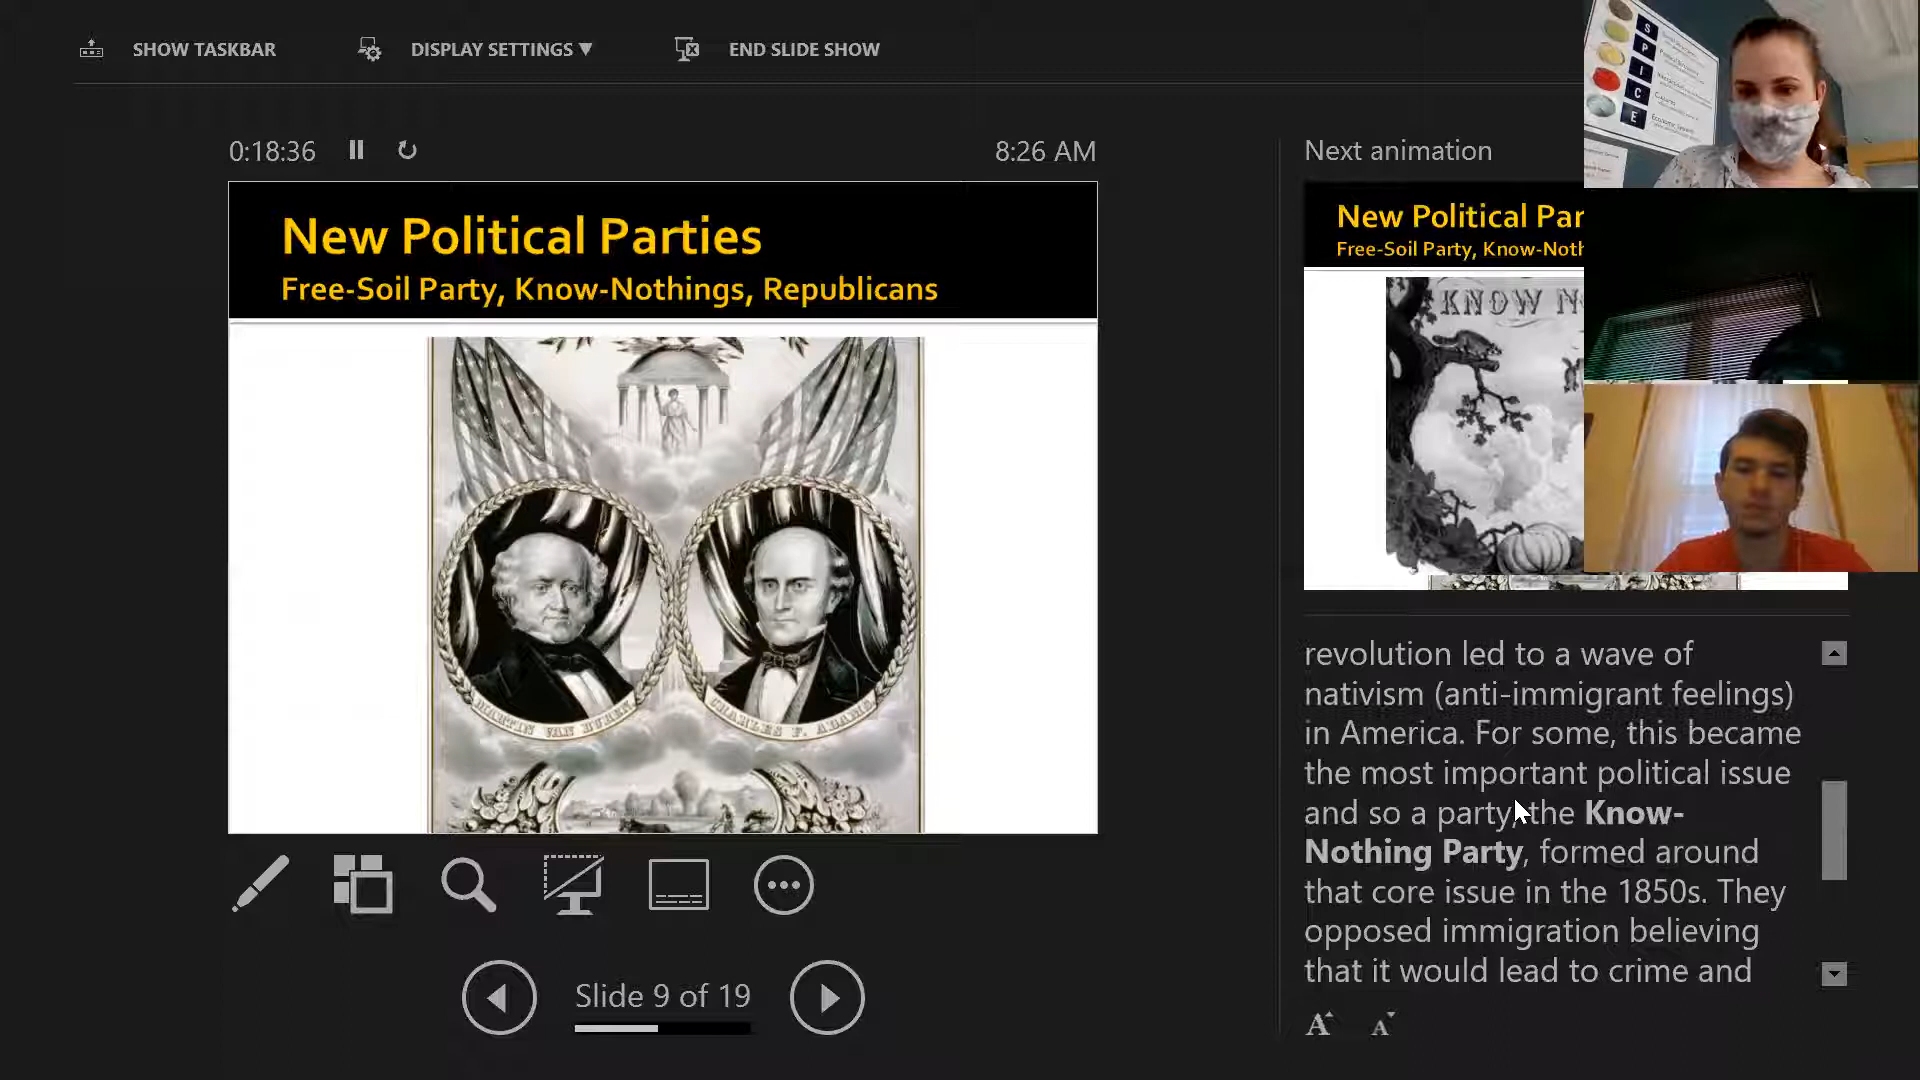 SHOW TASKBAR
DISPLAY SETTINGS ▼
END SLIDE SHOW
0:18:36
8:26 AM
New Political Parties
Free-Soil Party, Know-Nothings, Republicans
MARTIN VAN BUREN.
CHARLES F. ADAMS.
Slide 9 of 19
Next animation
New Political Par
Free-Soil Party, Know-Noth
KNOW N
revolution led to a wave of
nativism (anti-immigrant feelings)
in America. For some, this became
the most important political issue
and so a party, the Know-
Nothing Party, formed around
that core issue in the 1850s. They
opposed immigration believing
that it would lead to crime and
S
P
I
C
E